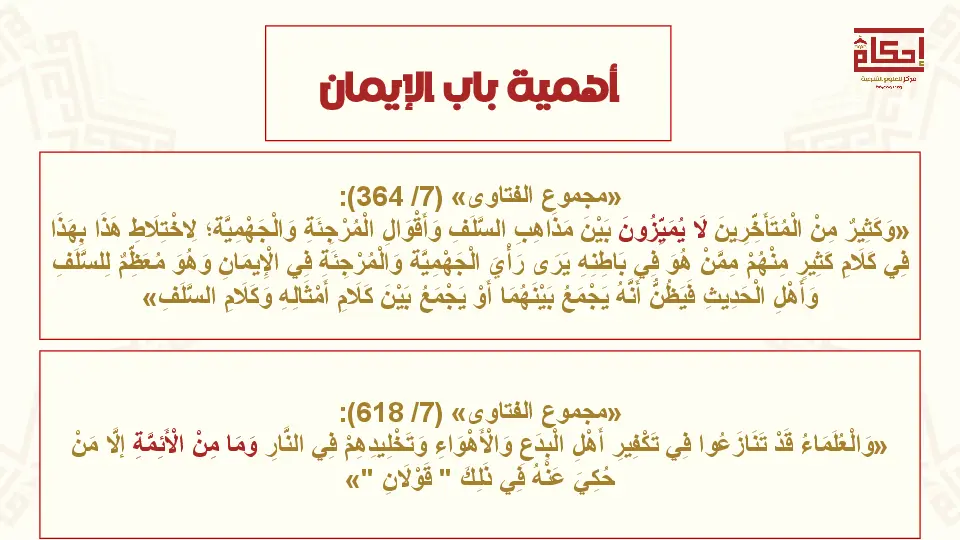 إحكام
مركز للعلوم الشرعية
أهمية باب الإيمان
«مجموع الفتاوى» (7/ 364):
«وَكَثِيرٌ مِنْ الْمُتَأَخِّرِينَ لَا يُمَيِّزُونَ بَيْنَ مَذَاهِبِ السَّلَفِ وَأَقْوَالِ الْمُرْجِئَةِ وَالْجَهْمِيَّة؛ لِاخْتِلَاطِ هَذَا بِهَذَا
فِي كَلَامِ كَثِيرِ مِنْهُمْ مِمَّنْ هُوَ فِي بَاطِنِهِ يَرَى رَأْيَ الْجَهْمِيَّةِ وَالْمُرْجِئَةِ فِي الْإِيمَانِ وَهُوَ مُعَظِّمٌ لِلسَّلَفِ
وَأَهْلِ الْحَدِيثِ فَيَظُنُّ أَنَّهُ يَجْمَعُ بَيْنَهُمَا أَوْ يَجْمَعُ بَيْنَ كَلَامِ أَمْثَالِهِ وَكَلَامِ السَّلَفِ»
«مجموع الفتاوى» (7/ 618):
«وَالْعُلَمَاءُ قَدْ تَنَازَعُوا فِي تَكْفِيرِ أَهْلِ الْبِدَعِ وَالْأَهْوَاءِ وَتَخْلِيدِهِمْ فِي النَّارِ وَمَا مِنْ الْأَئِمَّةِ إلَّا مَنْ
حُكِيَ عَنْهُ فِي ذَلِكَ " قَوْلَانِ "»